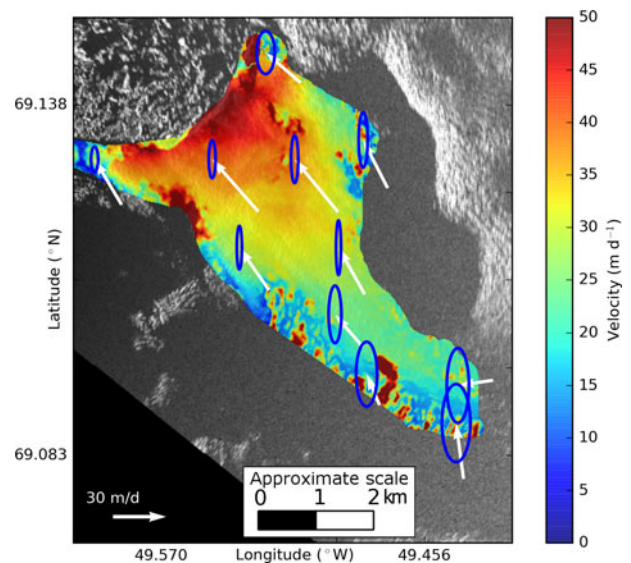 69.138
69.083
Latitude (°N)
30 m/d
Approximate scale
0 1 2 km
49.570
49.456
Longitude (°W)
50
45
40
35
30
25
20
15
10
5
0
Velocity (m d⁻¹)